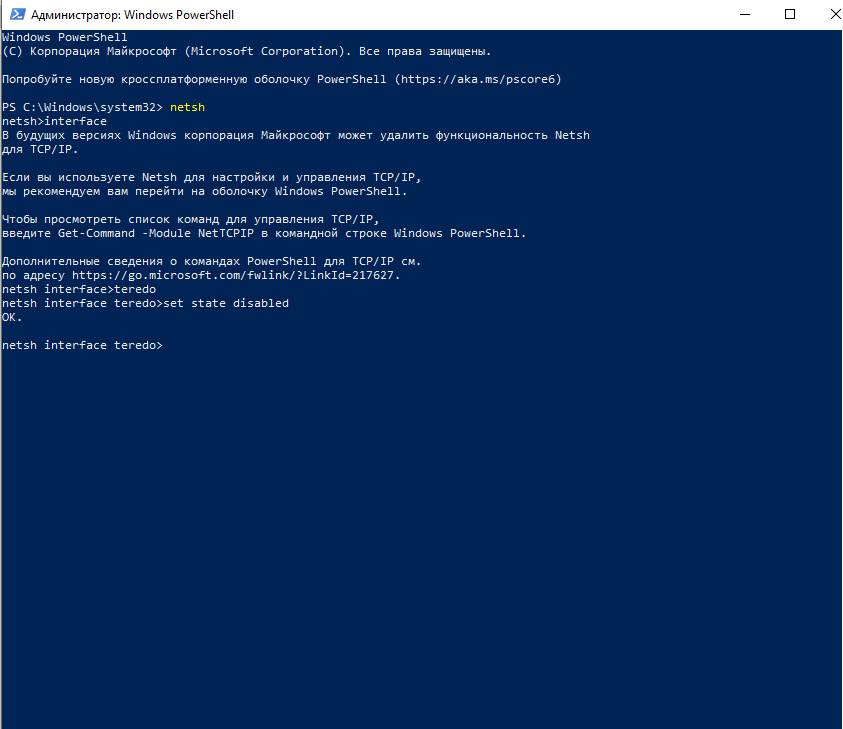 Администратор: Windows PowerShell
Windows PowerShell
(C) Корпорация Майкрософт (Microsoft Corporation). Все права защищены.
Попробуйте новую кроссплатформенную оболочку PowerShell (https://aka.ms/pscore6)
PS C:\Windows\system32> netsh
netsh>interface
В будущих версиях Windows корпорация Майкрософт может удалить функциональность Netsh
для TCP/IP.
Если вы используете Netsh для настройки и управления TCP/IP,
мы рекомендуем вам перейти на оболочку Windows PowerShell.
Чтобы просмотреть список команд для управления TCP/IP,
введите Get-Command -Module NetTCPIP в командной строке Windows PowerShell.
Дополнительные сведения о командах PowerShell для TCP/IP см.
по адресу https://go.microsoft.com/fwlink/?LinkId=217627.
netsh interface>teredo
netsh interface teredo>set state disabled
ОК.
netsh interface teredo>